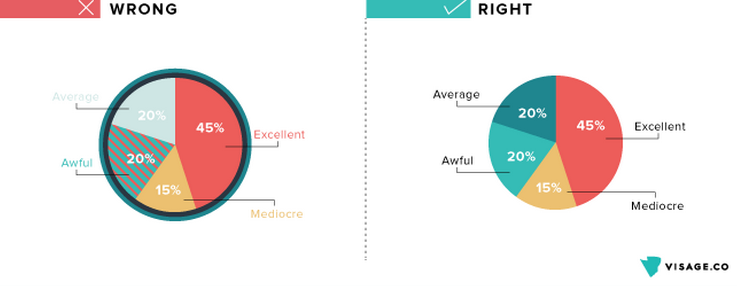 WRONG
Average
20%
45%
Excellent
Awful
20%
15%
Mediocre
RIGHT
Average
20%
45%
Excellent
Awful
20%
15%
Mediocre
VISAGE.CO